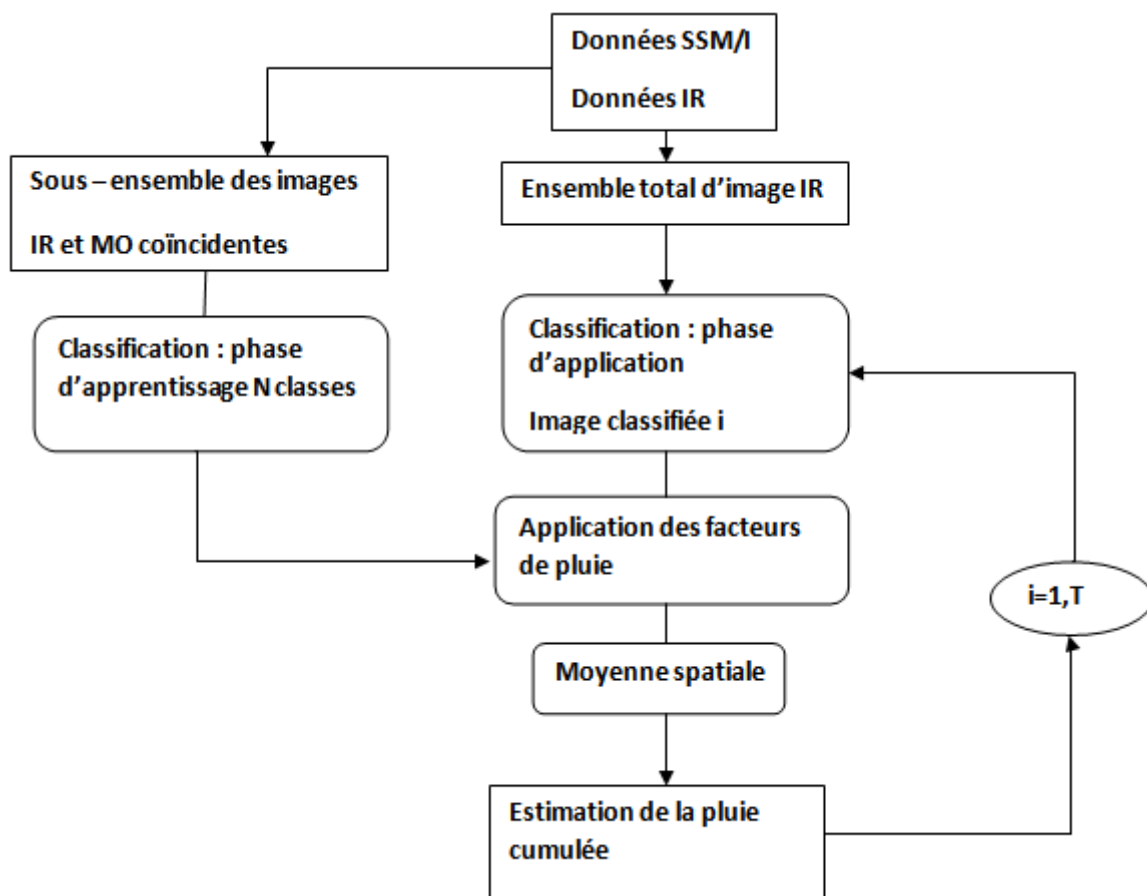 Données SSM/I
Données IR
Sous – ensemble des images
IR et MO coïncidentes
Ensemble total d’image IR
Classification : phase
d’apprentissage N classes
Classification : phase
d’application
Image classifiée i
Application des facteurs
de pluie
i=1,T
Moyenne spatiale
Estimation de la pluie
cumulée